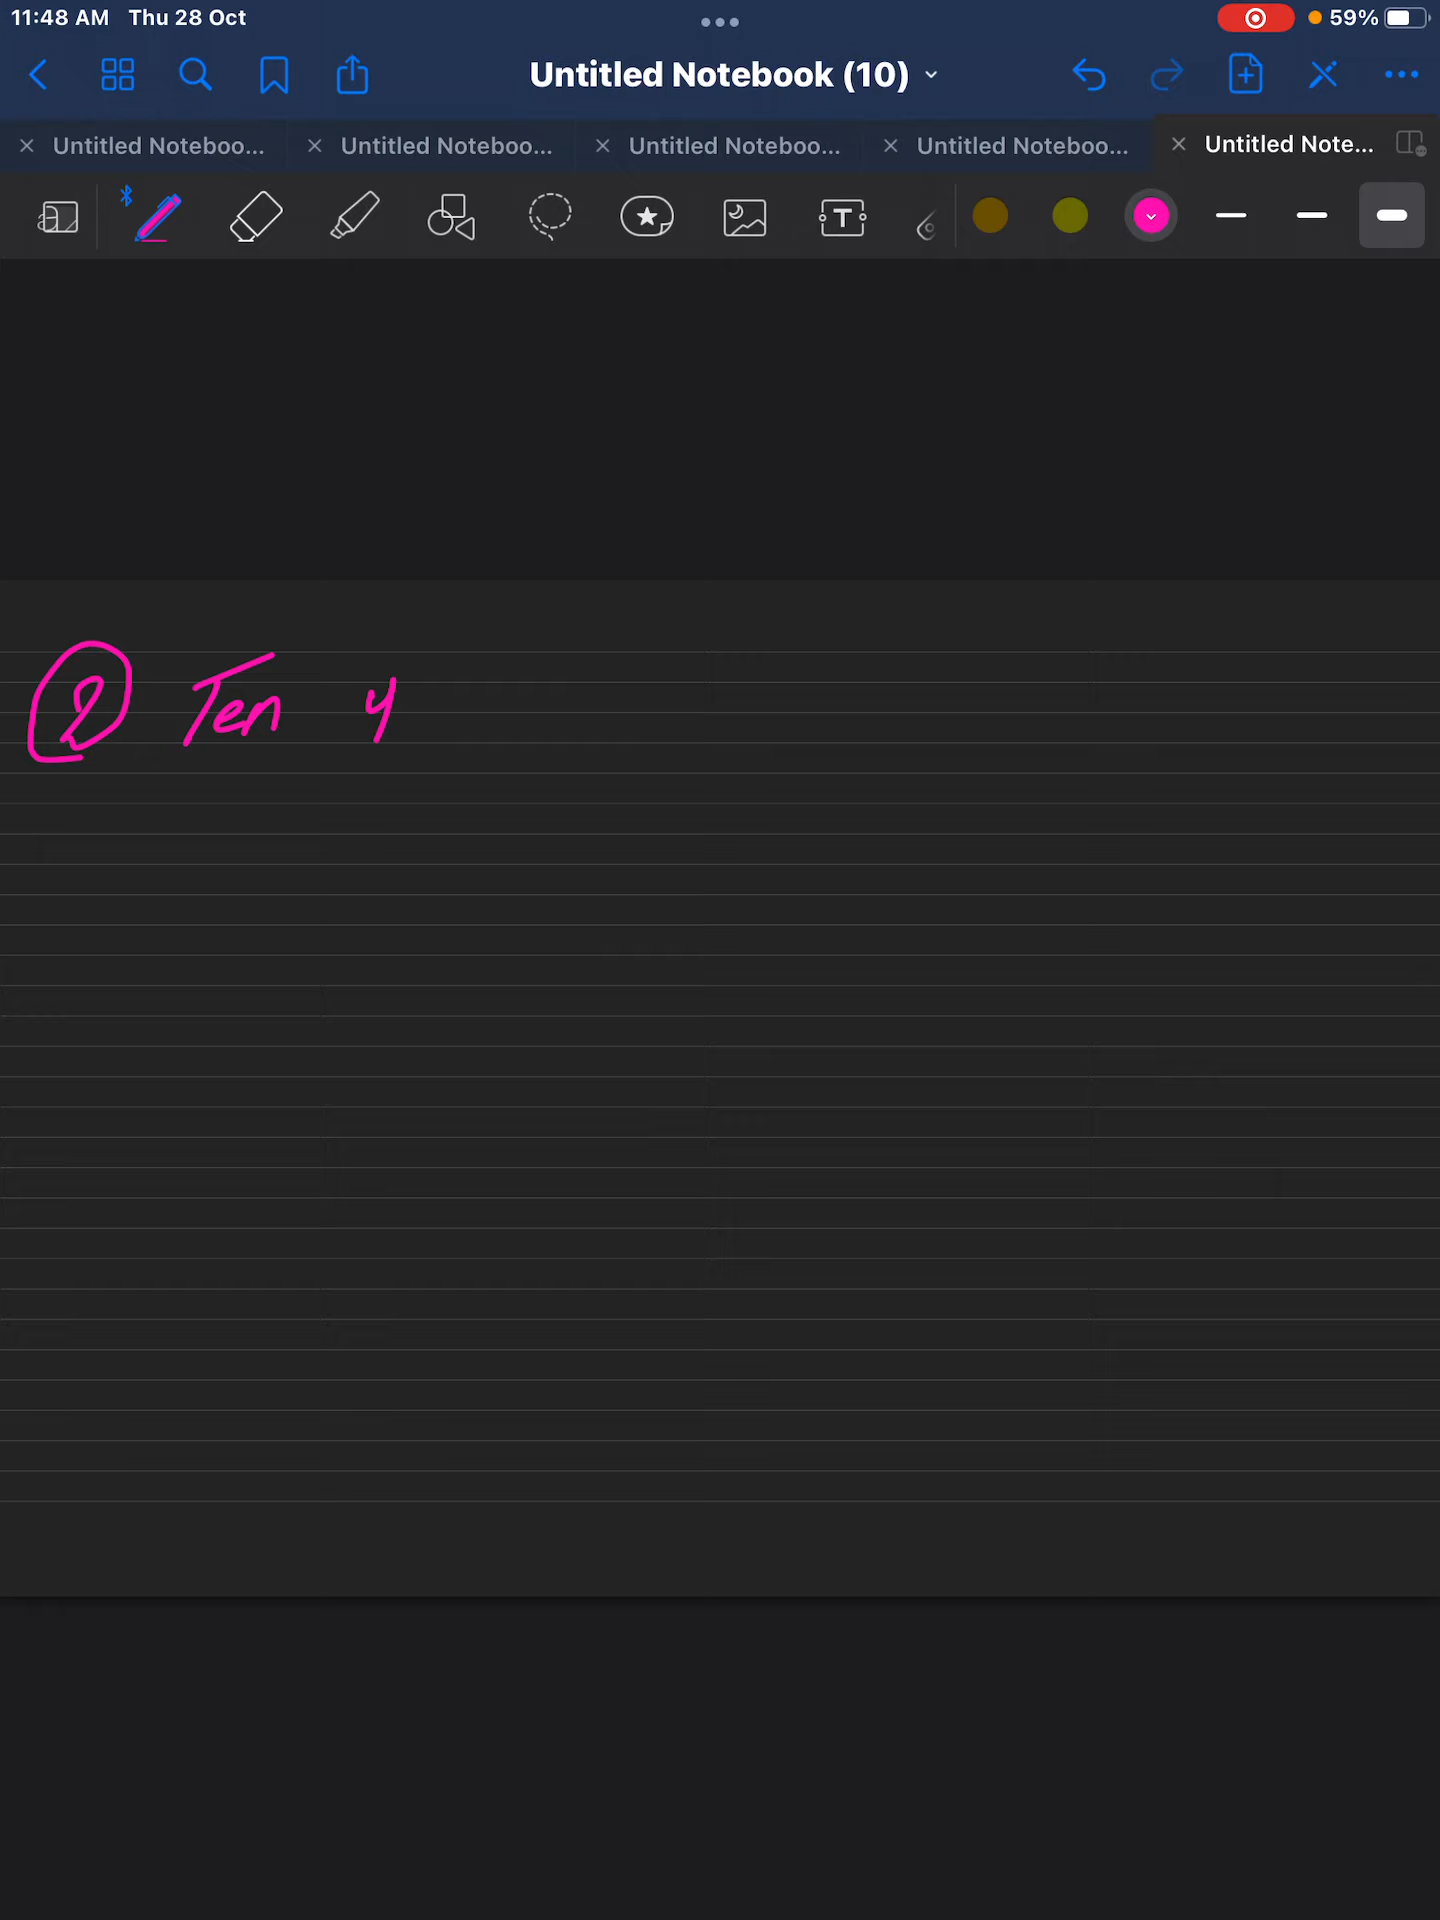 11:48 AM Thu 28 Oct
59%
Untitled Notebook (10)
Untitled Noteboo...
Untitled Noteboo...
Untitled Noteboo...
Untitled Noteboo...
Untitled Note...
a
T
2 Ten y